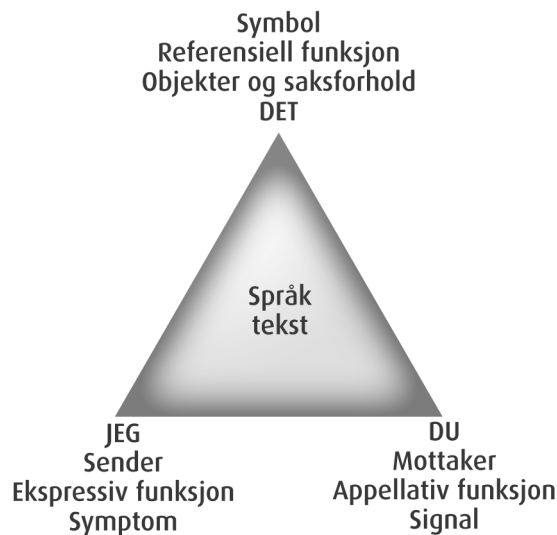 Symbol
Referensiell funksjon
Objekter og saksforhold
DET
Språk
tekst
JEG
Sender
Ekspressiv funksjon
Symptom
DU
Mottaker
Appellativ funksjon
Signal